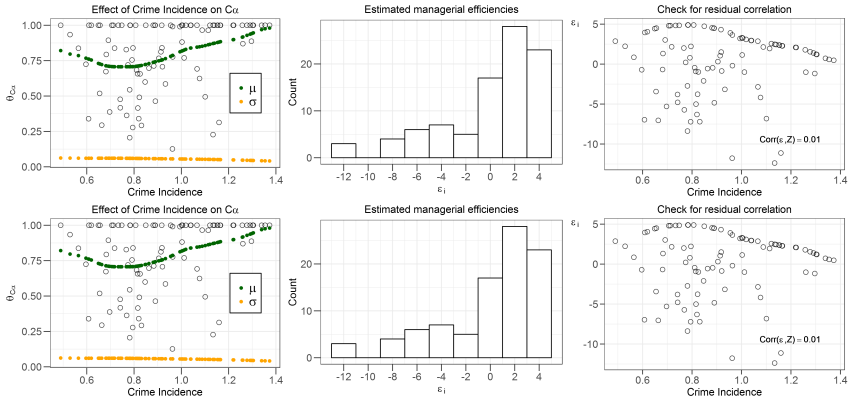 Effect of Crime Incidence on Cα
1.00
0.75
0.50
0.25
0.00
θCα
μ
σ
0.6 0.8 1.0 1.2 1.4
Crime Incidence
Estimated managerial efficiencies
20
10
0
Count
-12 -10 -8 -6 -4 -2 0 2 4
εi
Check for residual correlation
εi
5
0
-5
-10
Corr(ε,Z) = 0.01
0.6 0.8 1.0 1.2 1.4
Crime Incidence
Effect of Crime Incidence on Cα
1.00
0.75
0.50
0.25
0.00
θCα
μ
σ
0.6 0.8 1.0 1.2 1.4
Crime Incidence
Estimated managerial efficiencies
20
10
0
Count
-12 -10 -8 -6 -4 -2 0 2 4
εi
Check for residual correlation
εi
5
0
-5
-10
Corr(ε,Z) = 0.01
0.6 0.8 1.0 1.2 1.4
Crime Incidence